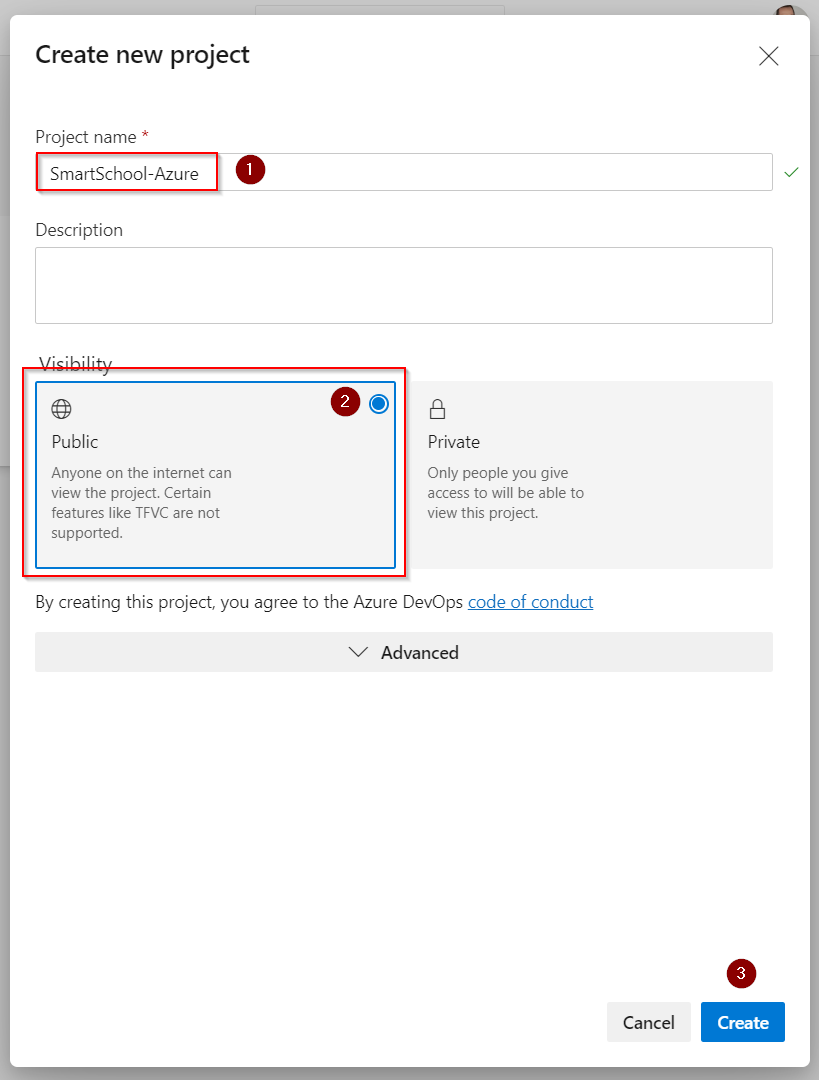 Create new project
Project name *
SmartSchool-Azure
1
Description
Visibility
2
Public
Anyone on the internet can
view the project. Certain
features like TFVC are not
supported.
Private
Only people you give
access to will be able to
view this project.
By creating this project, you agree to the Azure DevOps code of conduct
Advanced
3
Cancel
Create